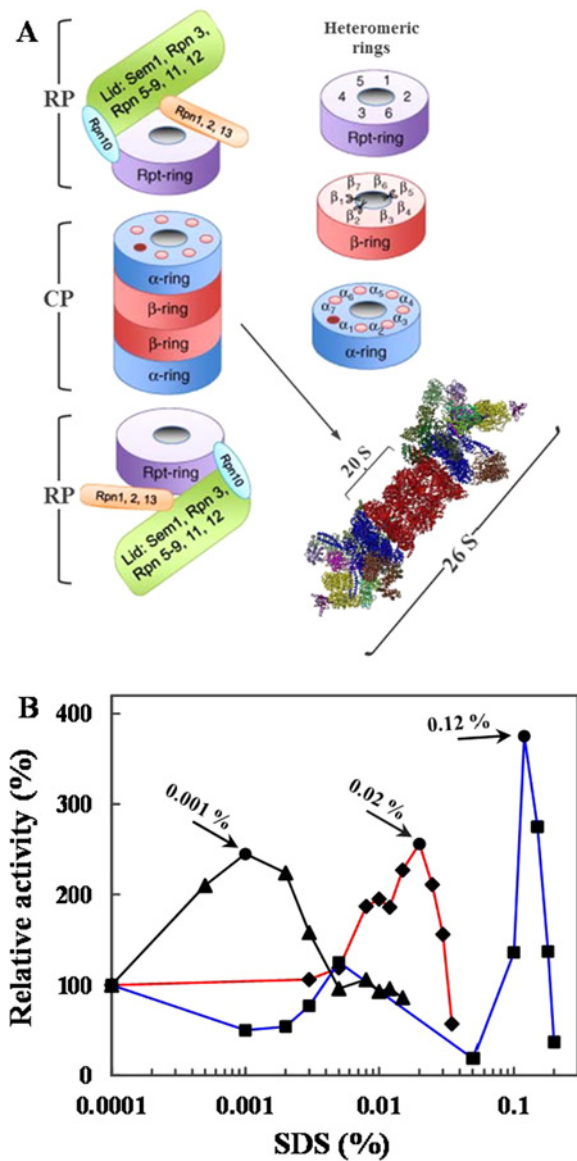 A
RP
Lid: Sem1, Rpn 3,
Rpn 5-9, 11, 12
Rpn10
Rpn1, 2, 13
Rpt-ring
CP
α-ring
β-ring
β-ring
α-ring
RP
Rpt-ring
Rpn10
Rpn1, 2, 13
Lid: Sem1, Rpn 3,
Rpn 5-9, 11, 12
Heteromeric
rings
5 1
4 2
3 6
Rpt-ring
β7 β6
β1 β5
β2 β3 β4
β-ring
α6 α5 α4
α7 α3
α1 α2
α-ring
20 S
26 S
B
Relative activity (%)
400
300
200
100
0
0.001 %
0.02 %
0.12 %
0.0001 0.001 0.01 0.1
SDS (%)